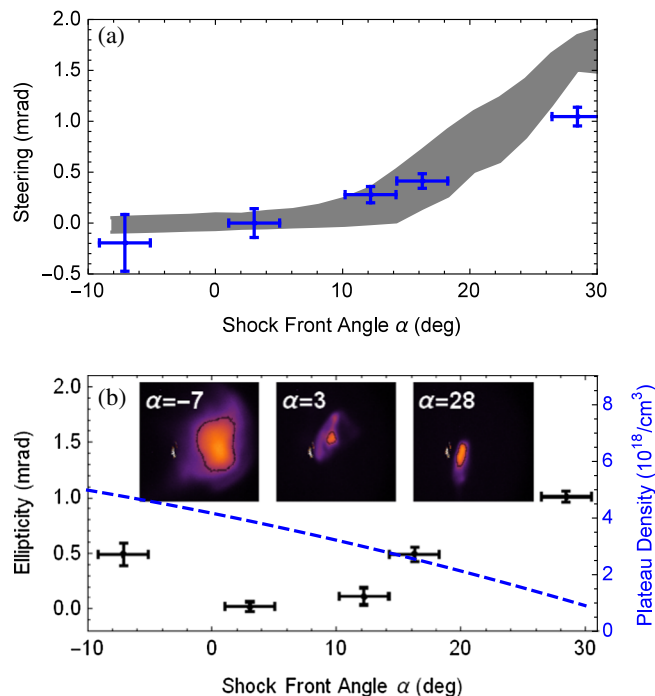 (a)
2.0
1.5
1.0
0.5
0.0
−0.5
Steering (mrad)
−10 0 10 20 30
Shock Front Angle α (deg)
(b)
α=−7 α=3 α=28
2.0
1.5
1.0
0.5
0.0
Ellipticity (mrad)
8
6
4
2
0
Plateau Density (10¹⁸/cm³)
−10 0 10 20 30
Shock Front Angle α (deg)